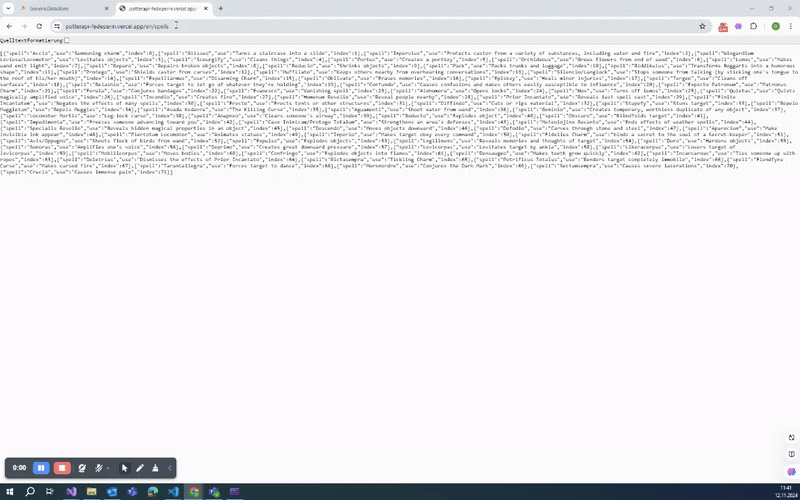 GenericDataStore
potterapi-fedeperin.vercel.app
potterapi-fedeperin.vercel.app/en/spells
Quelltextformatierung
[{"spell":"Accio","use":"Summoning charm","index":0},{"spell":"Glisseo","use":"Turns a staircase into a slide","index":1},{"spell":"Impervius","use":"Protects caster from a variety of substances, including water and fire","index":2},{"spell":"Wingardium
Leviosa/Locomotor","use":"Levitates objects","index":3},{"spell":"Scourgify","use":"Cleans things","index":4},{"spell":"Portus","use":"Creates a portkey","index":5},{"spell":"Orchideous","use":"Grows flowers from end of wand","index":6},{"spell":"Lumos","use":"Makes
wand emit light","index":7},{"spell":"Reparo","use":"Repairs broken objects","index":8},{"spell":"Reducio","use":"Shrinks objects","index":9},{"spell":"Pack","use":"Packs trunks and luggage","index":10},{"spell":"Riddikulus","use":"Transforms Boggarts into a humorous
shape","index":11},{"spell":"Protego","use":"Shields caster from curses","index":12},{"spell":"Muffliato","use":"Keeps others nearby from overhearing conversations","index":13},{"spell":"Silencio/Langlock","use":"Stops someone from talking (by sticking one's tongue to
the roof of his/her mouth)","index":14},{"spell":"Expelliarmus","use":"Disarming Charm","index":15},{"spell":"Oblivate","use":"Erases memories","index":16},{"spell":"Episkey","use":"Heals minor injuries","index":17},{"spell":"Tergeo","use":"Cleans off
surfaces","index":18},{"spell":"Relashio","use":"Forces target to let go of whatever they're holding","index":19},{"spell":"Confundo","use":"Causes confusions and makes others easily susceptible to influence","index":20},{"spell":"Expecto Patronum","use":"Patronus
Charm","index":21},{"spell":"Ferula","use":"Conjures bandages","index":22},{"spell":"Evanesco","use":"Vanishing","index":23},{"spell":"Alohomora","use":"Opens locks","index":24},{"spell":"Nox","use":"Turns off lumos","index":25},{"spell":"Quietus","use":"Quiets
magically amplified voice","index":26},{"spell":"Incendio","use":"Creates fire","index":27},{"spell":"Homenum Revelio","use":"Reveal people nearby","index":28},{"spell":"Prior Incantato","use":"Reveals last spell cast","index":29},{"spell":"Finite
Incantatum","use":"Negates the effects of many spells","index":30},{"spell":"Erecto","use":"Erects tents or other structures","index":31},{"spell":"Diffindo","use":"Cuts or rips material","index":32},{"spell":"Stupefy","use":"Stuns target","index":33},{"spell":"Repelo
Muggletum","use":"Repels Muggles","index":34},{"spell":"Avada Kedavra","use":"The Killing Curse","index":35},{"spell":"Aguamenti","use":"Shoot water from wand","index":36},{"spell":"Geminio","use":"Creates temporary, worthless duplicate of any object","index":37},
{"spell":"Locomotor Mortis","use":"Leg-lock curse","index":38},{"spell":"Anapneo","use":"Clears someone's airway","index":39},{"spell":"Reducto","use":"Explodes object","index":40},{"spell":"Obscuro","use":"Blindfolds target","index":41},
{"spell":"Impedimenta","use":"Freezes someone advancing toward you","index":42},{"spell":"Cave Inimicum/Protego Totalum","use":"Strengthens an area's defenses","index":43},{"spell":"Meteolojinx Recanto","use":"Ends effects of weather spells","index":44},
{"spell":"Specialis Revelio","use":"Reveals hidden magical properties in an object","index":45},{"spell":"Descendo","use":"Moves objects downward","index":46},{"spell":"Defodio","use":"Carves through stone and steel","index":47},{"spell":"Aparecium","use":"Make
invisible ink appear","index":48},{"spell":"Piertotum Locomotor","use":"Animates statues","index":49},{"spell":"Imperio","use":"Makes target obey every command","index":50},{"spell":"Fidelius Charm","use":"Binds a secret to the soul of a Secret-Keeper","index":51},
{"spell":"Avis/Oppugno","use":"Shoots flock of birds from wand","index":52},{"spell":"Expulso","use":"Explodes objects","index":53},{"spell":"Legilimens","use":"Reveals memories and thoughts of target","index":54},{"spell":"Duro","use":"Hardens objects","index":55},
{"spell":"Sonorus","use":"Amplifies one's voice","index":56},{"spell":"Deprimo","use":"Creates great downward pressure","index":57},{"spell":"Levicorpus","use":"Levitates target by ankle","index":58},{"spell":"Liberacorpus","use":"Lowers target of
levicorpus","index":59},{"spell":"Mobilicorpus","use":"Moves bodies","index":60},{"spell":"Confringo","use":"Explodes objects into flames","index":61},{"spell":"Densaugeo","use":"Makes teeth grow quickly","index":62},{"spell":"Incarcerous","use":"Ties someone up with
ropes","index":63},{"spell":"Deletrius","use":"Dismisses the effects of Prior Incantato","index":64},{"spell":"Rictusempra","use":"Tickling Charm","index":65},{"spell":"Petrificus Totalus","use":"Renders target completely immobile","index":66},{"spell":"Fiendfyre
Curse","use":"Makes cursed fire","index":67},{"spell":"Tarantallegra","use":"Forces target to dance","index":68},{"spell":"Morsmordre","use":"Conjures the Dark Mark","index":69},{"spell":"Sectumsempra","use":"Causes severe lacerations","index":70},
{"spell":"Crucio","use":"Causes immense pain","index":71}]
0:00
11:41
12.11.2024